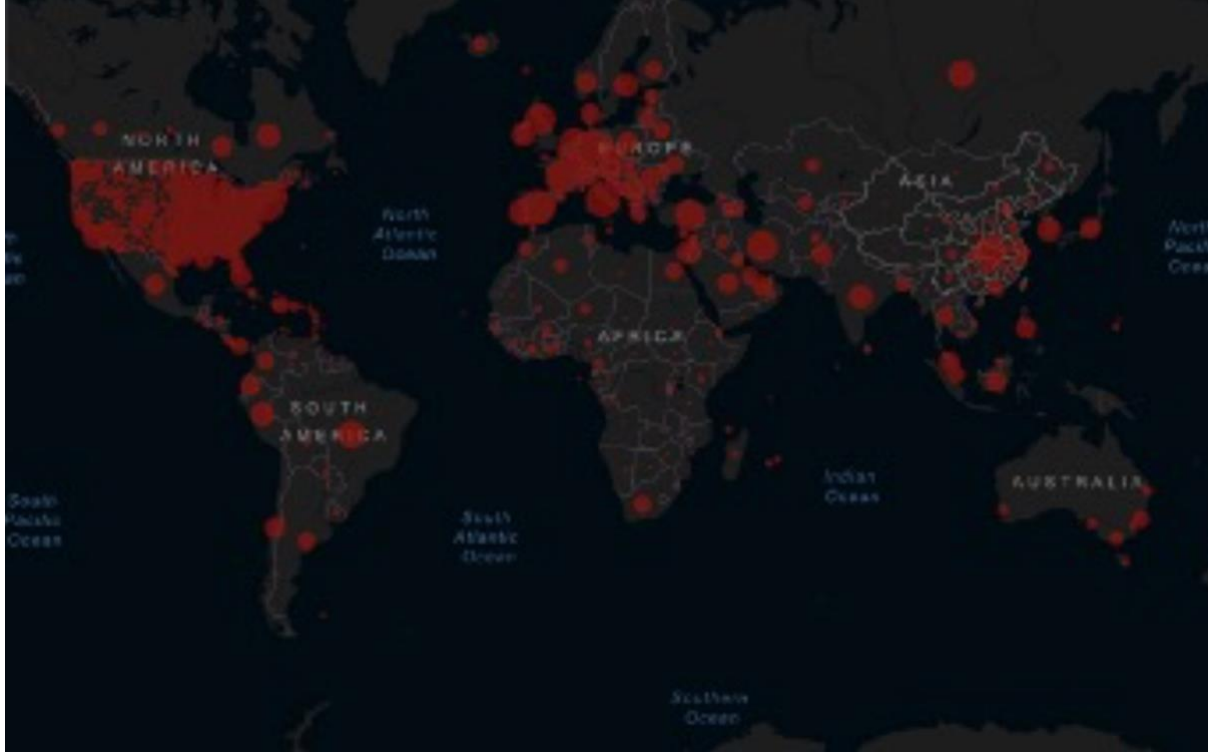 NORTH
AMERICA
EUROPE
ASIA
North
Atlantic
Ocean
AFRICA
SOUTH
AMERICA
Indian
Ocean
AUSTRALIA
South
Pacific
Ocean
South
Atlantic
Ocean
Southern
Ocean